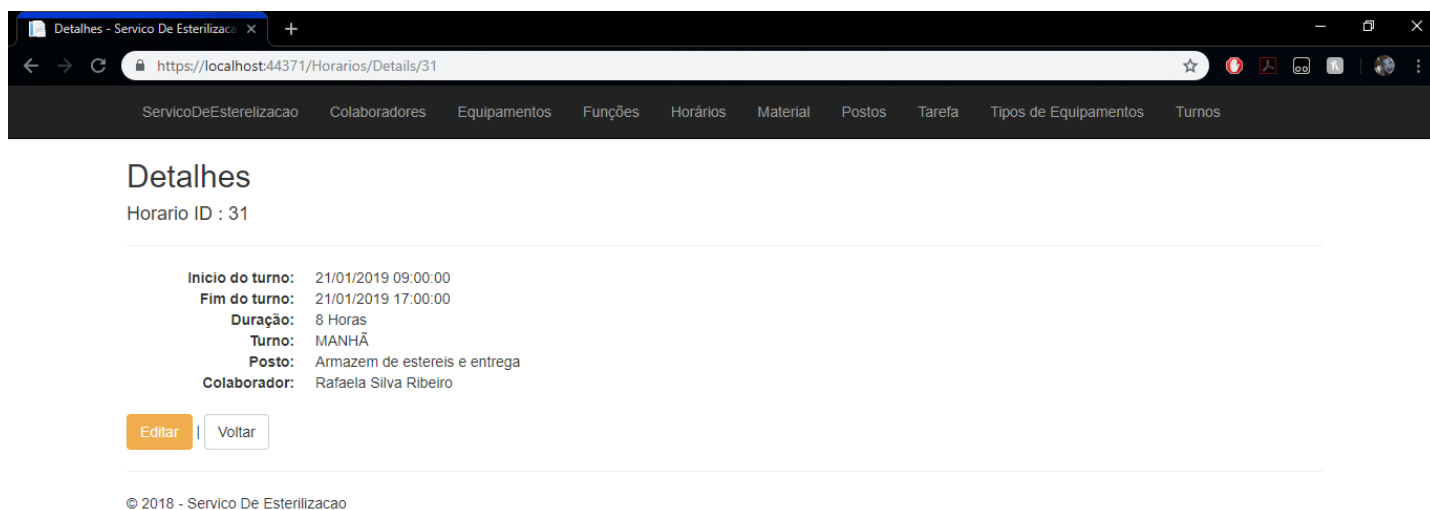 Detalhes - Servico De Esterilizaca
https://localhost:44371/Horarios/Details/31
ServicoDeEsterelizacao Colaboradores Equipamentos Funções Horários Material Postos Tarefa Tipos de Equipamentos Turnos
Detalhes
Horario ID : 31
Inicio do turno: 21/01/2019 09:00:00
Fim do turno: 21/01/2019 17:00:00
Duração: 8 Horas
Turno: MANHÃ
Posto: Armazem de estereis e entrega
Colaborador: Rafaela Silva Ribeiro
Editar | Voltar
© 2018 - Servico De Esterilizacao